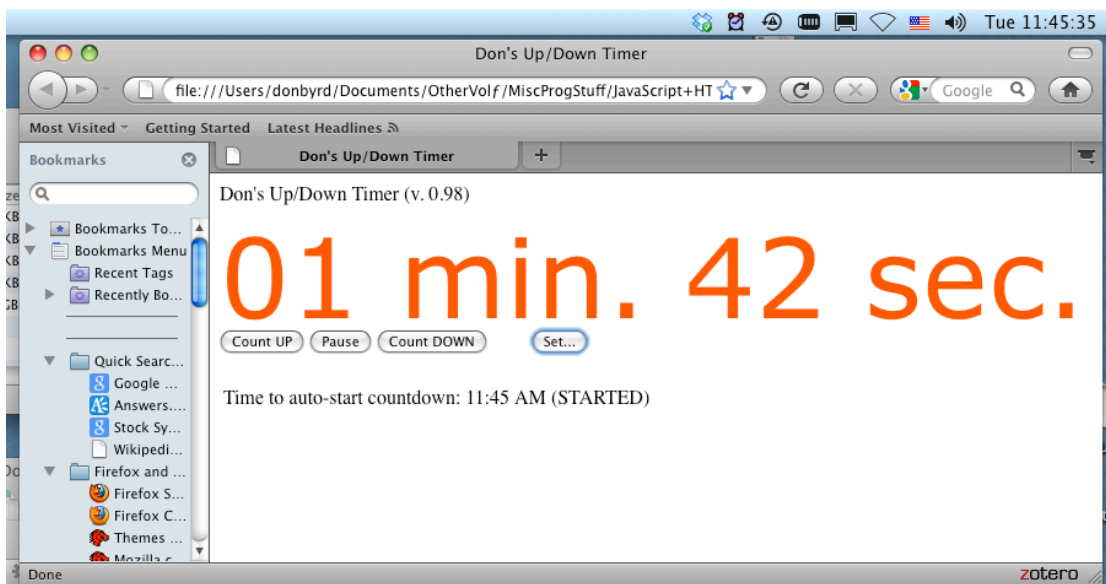 Tue 11:45:35
Don's Up/Down Timer
file:///Users/donbyrd/Documents/OtherVolƒ/MiscProgStuff/JavaScript+HT
Google
Most Visited Getting Started Latest Headlines
Bookmarks
Don's Up/Down Timer
Don's Up/Down Timer (v. 0.98)
01 min. 42 sec.
Count UP Pause Count DOWN Set...
Time to auto-start countdown: 11:45 AM (STARTED)
Bookmarks To...
Bookmarks Menu
Recent Tags
Recently Bo...
Quick Searc...
Google ...
Answers....
Stock Sy...
Wikipedi...
Firefox and ...
Firefox S...
Firefox C...
Themes ...
Mozilla c
Done
zotero